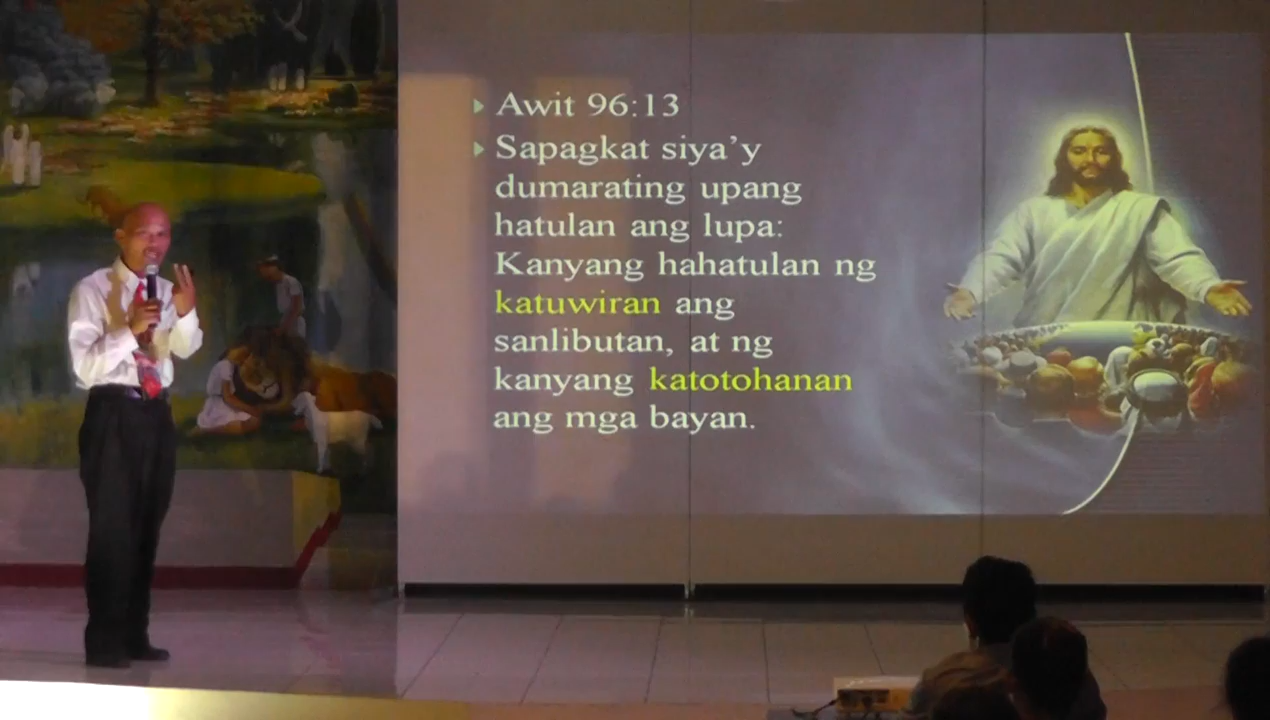 Awit 96:13
Sapagkat siya'y
dumarating upang
hatulan ang lupa:
Kanyang hahatulan ng
katuwiran ang
sanlibutan, at ng
kanyang katotohanan
ang mga bayan.